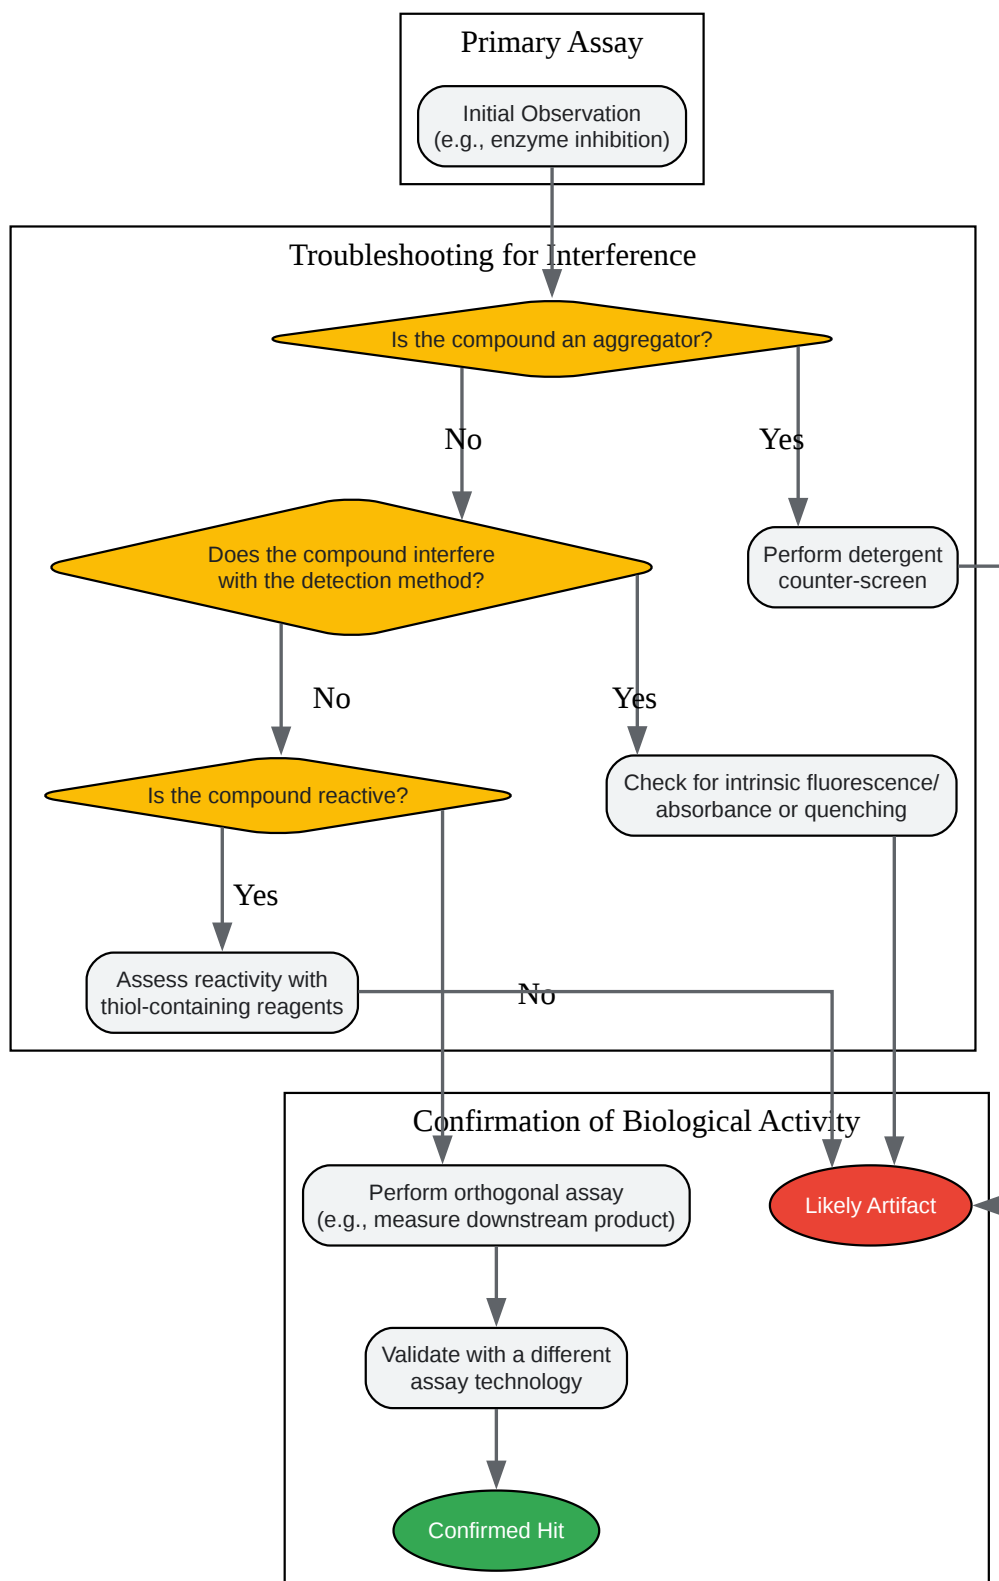 Primary Assay
Initial Observation
(e.g., enzyme inhibition)
Troubleshooting for Interference
Is the compound an aggregator?
No
Yes
Does the compound interfere
with the detection method?
Perform detergent
counter-screen
No
Yes
Is the compound reactive?
Check for intrinsic fluorescence/
absorbance or quenching
Yes
Assess reactivity with
thiol-containing reagents
No
Confirmation of Biological Activity
Perform orthogonal assay
(e.g., measure downstream product)
Likely Artifact
Validate with a different
assay technology
Confirmed Hit